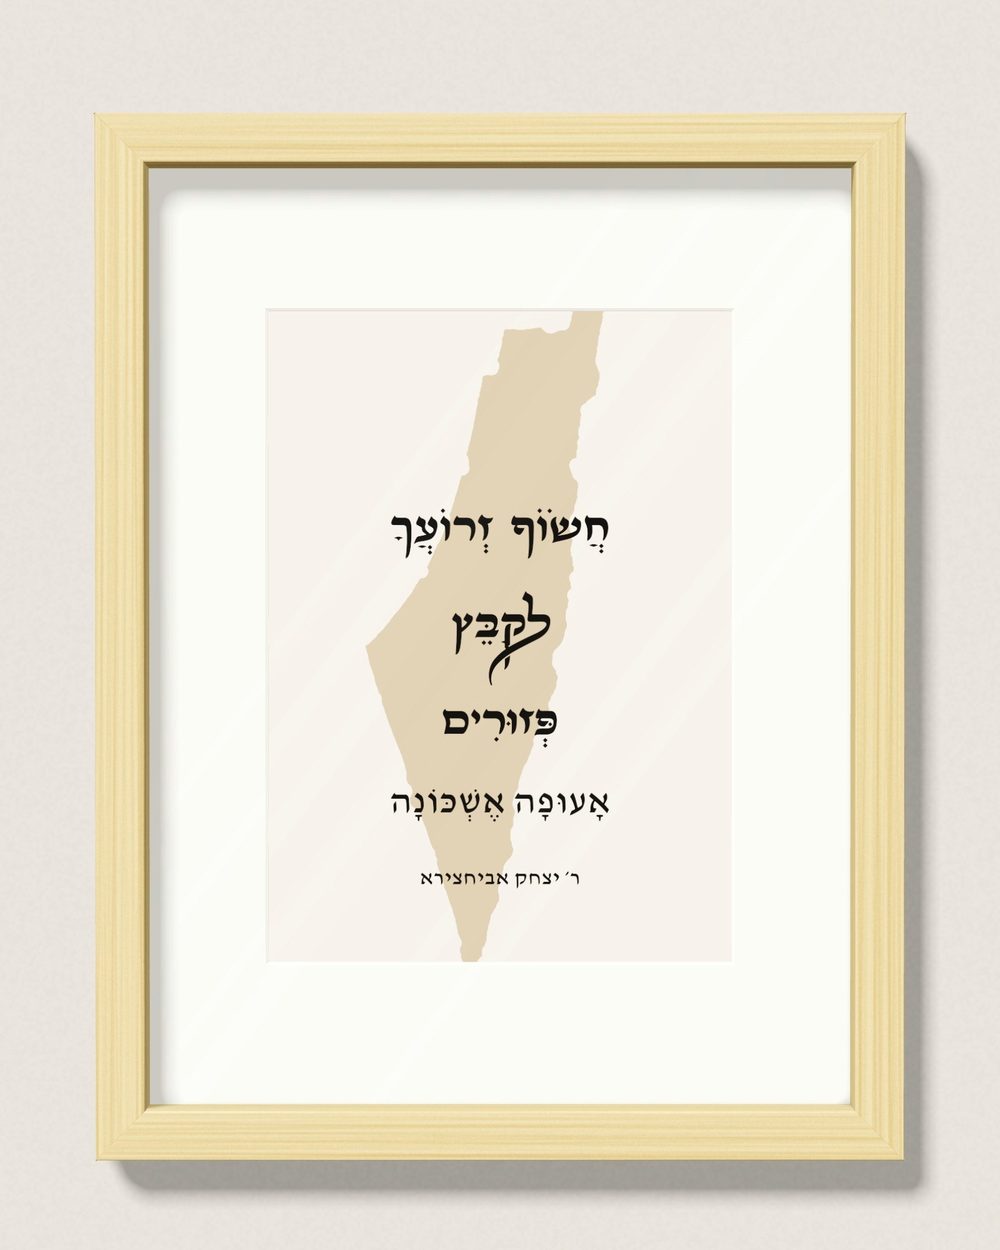 חֲשׂוֹף זְרוֹעֲךָ
לְקַבֵּץ
פְּזוּרִים
אָעוּפָה אֶשְׁכּוֹנָה
ר׳ יצחק אביחצירא